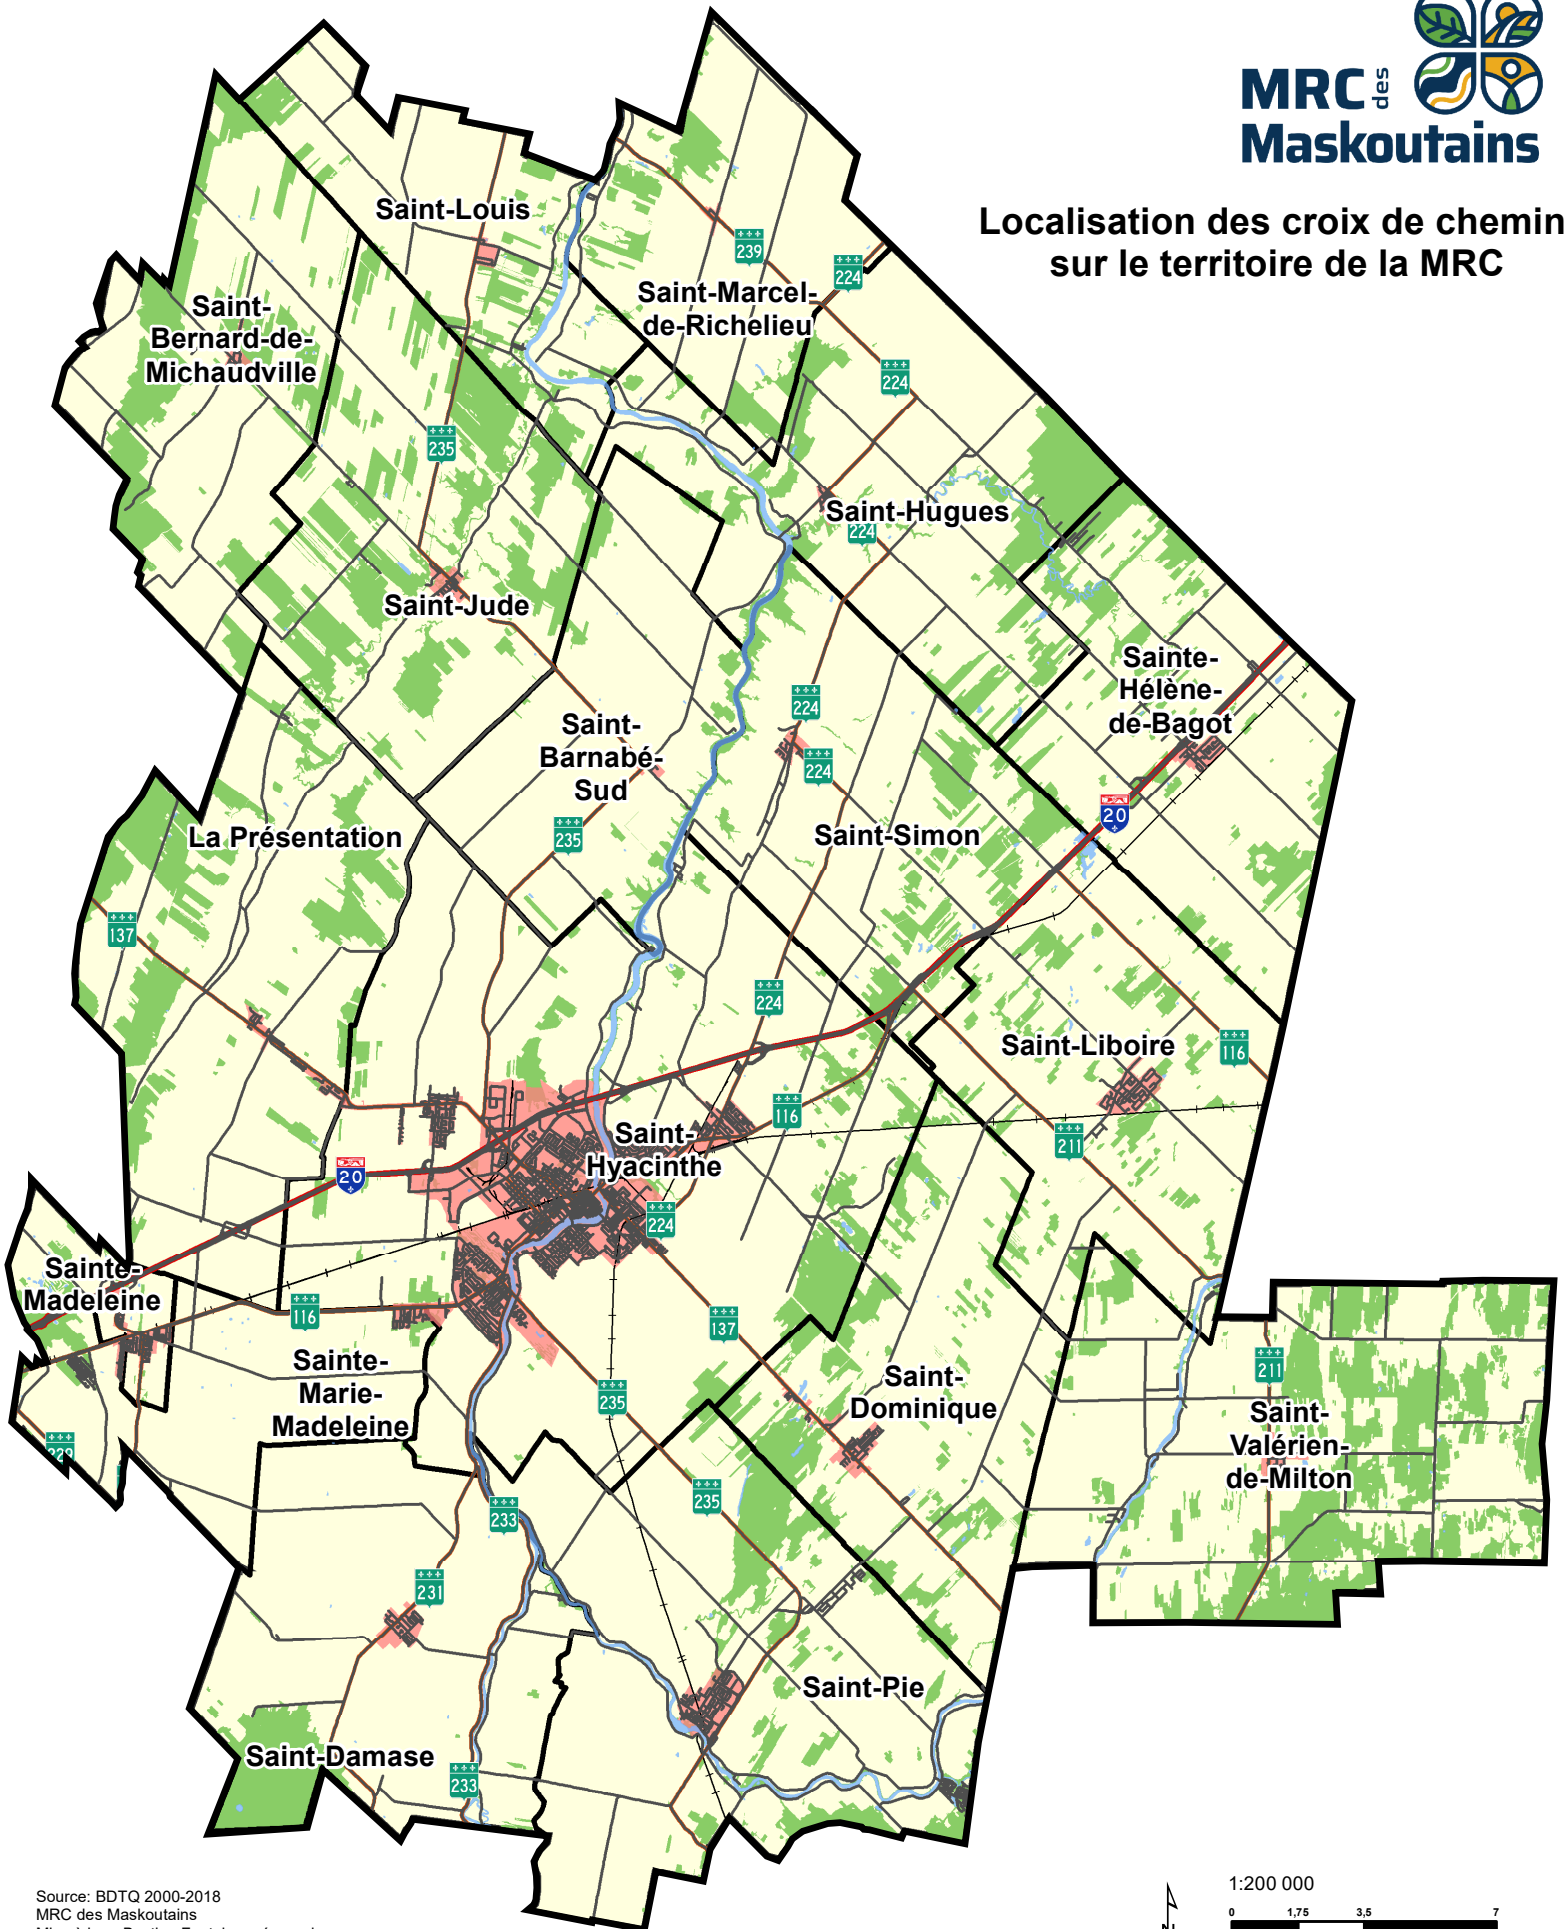 MRC des
Maskoutains
Localisation des croix de chemin
sur le territoire de la MRC
Saint-Louis
239
224
Saint-Marcel-
de-Richelieu
Saint-
Bernard-de-
Michaudville
224
235
Saint-Hugues
224
Saint-Jude
Sainte-
Hélène-
de-Bagot
224
Saint-
Barnabé-
Sud
224
20
235
Saint-Simon
La Présentation
137
224
Saint-Liboire
116
116
211
Saint-
Hyacinthe
20
224
Sainte-
Madeleine
116
137
Sainte-
Marie-
Madeleine
211
235
Saint-
Dominique
Saint-
Valérien-
de-Milton
235
233
231
Saint-Pie
Saint-Damase
233
Source: BDTQ 2000-2018
MRC des Maskoutains
1:200 000
0 1,75 3,5 7